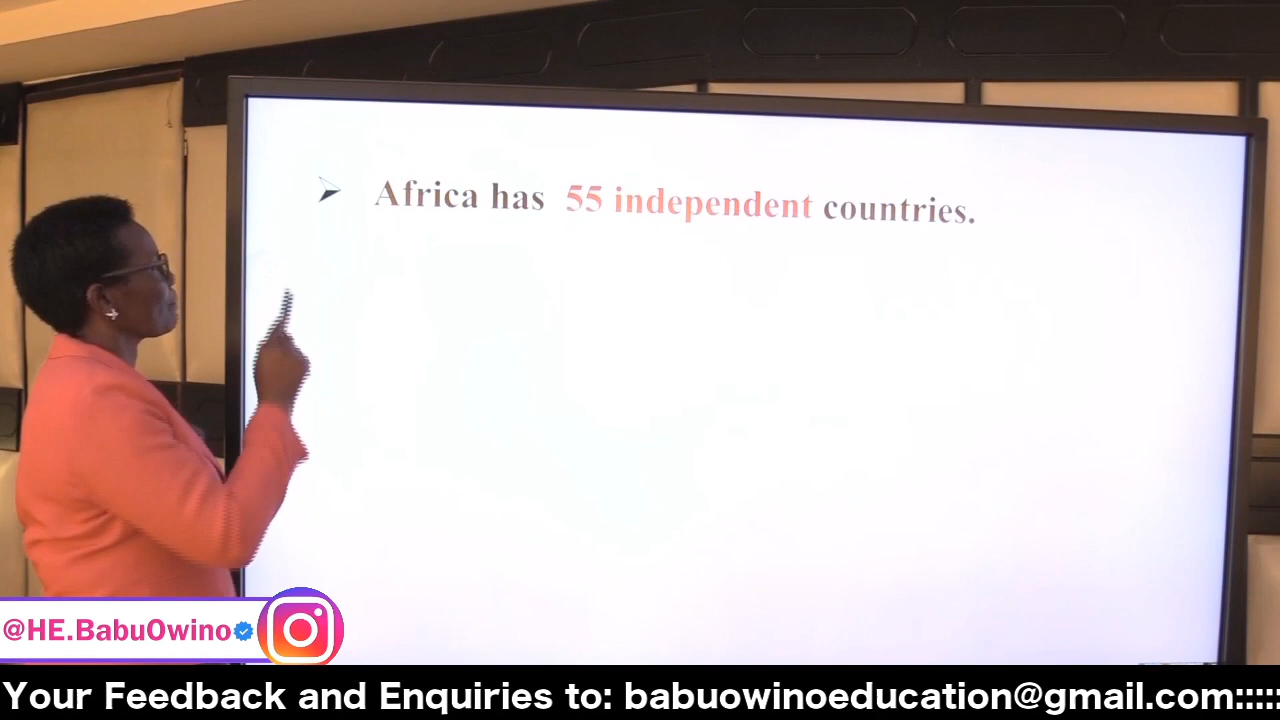 Africa has 55 independent countries.
@HE.BabuOwino
Your Feedback and Enquiries to: babuowinoeducation@gmail.com:::::